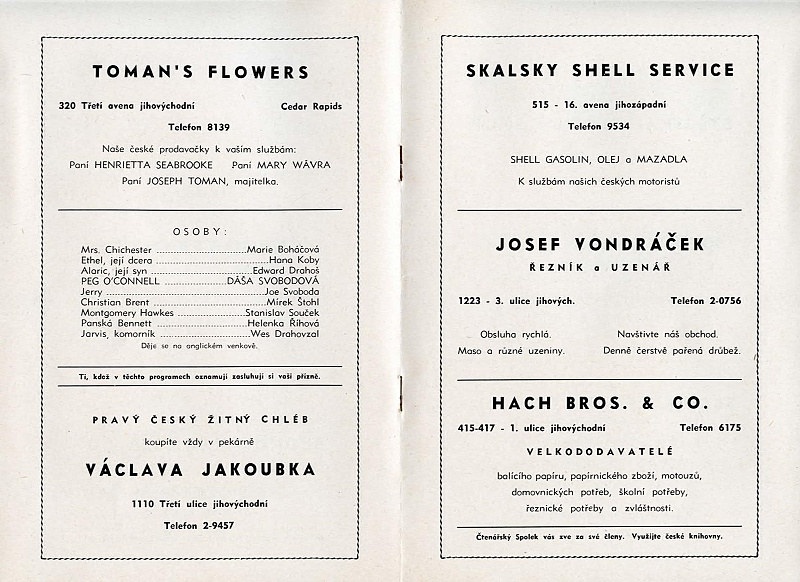 TOMAN'S FLOWERS
320 Třetí avena jihovýchodní Cedar Rapids
Telefon 8139
Naše české prodavačky k vašim službám:
Paní HENRIETTA SEABROOKE Paní MARY WÁVRA
Paní JOSEPH TOMAN, majitelka.
OSOBY:
Mrs. Chichester ........................... Marie Boháčová
Ethel, její dcera ........................... Hana Koby
Alaric, její syn ........................... Edward Drahoš
PEG O'CONNELL ................... DÁŠA SVOBODOVÁ
Jerry ........................... Joe Svoboda
Christian Brent ........................... Mirek Štohl
Montgomery Hawkes .................... Stanislav Souček
Panská Bennett ........................... Helenka Říhová
Jarvis, komorník ........................... Wes Drahovzal
Děje se na anglickém venkově.
Ti, kdož v těchto programech oznamují zasluhují si vaší přízně.
PRAVÝ ČESKÝ ŽITNÝ CHLÉB
koupíte vždy v pekárně
VÁCLAVA JAKOUBKA
1110 Třetí ulice jihovýchodní
Telefon 2-9457
SKALSKY SHELL SERVICE
515 - 16. avena jihozápadní
Telefon 9534
SHELL GASOLIN, OLEJ a MAZADLA
K službám našich českých motoristů
JOSEF VONDRÁČEK
ŘEZNÍK a UZENÁŘ
1223 - 3. ulice jihových. Telefon 2-0756
Obsluha rychlá. Navštivte náš obchod.
Maso a různé uzeniny. Denně čerstvě pařená drůbež.
HACH BROS. & CO.
415-417 - 1. ulice jihovýchodní Telefon 6175
VELKODODAVATELÉ
balícího papíru, papírnického zboží, motouzů,
domovnických potřeb, školní potřeby,
řeznické potřeby a zvláštnosti.
Čtenářský Spolek vás zve za své členy. Využijte české knihovny.